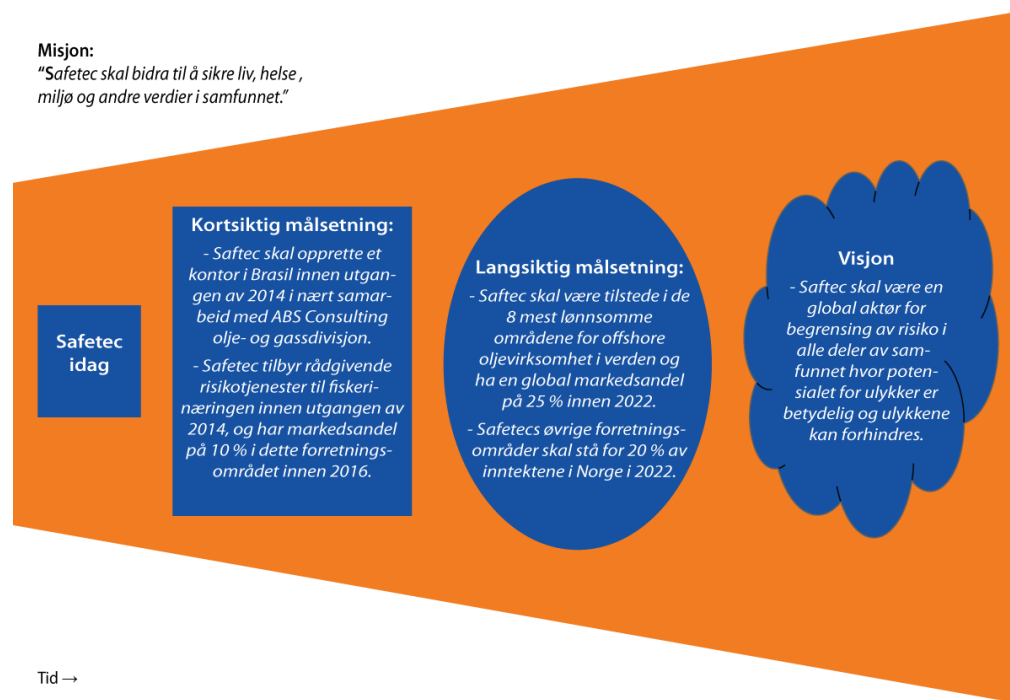 Misjon:
“Safetec skal bidra til å sikre liv, helse ,
miljø og andre verdier i samfunnet.”
Safetec
idag
Kortsiktig målsetning:
- Saftec skal opprette et
kontor i Brasil innen utgan-
gen av 2014 i nært samar-
beid med ABS Consulting
olje- og gassdivisjon.
- Safetec tilbyr rådgivende
risikotjenester til fiskeri-
næringen innen utgangen av
2014, og har markedsandel
på 10 % i dette forretnings-
området innen 2016.
Langsiktig målsetning:
- Saftec skal være tilstede i de
8 mest lønnsomme
områdene for offshore
oljevirksomhet i verden og
ha en global markedsandel
på 25 % innen 2022.
- Safetecs øvrige forretnings-
områder skal stå for 20 % av
inntektene i Norge i 2022.
Visjon
- Saftec skal være en
global aktør for
begrensing av risiko i
alle deler av sam-
funnet hvor poten-
sialet for ulykker er
betydelig og ulykkene
kan forhindres.
Tid →